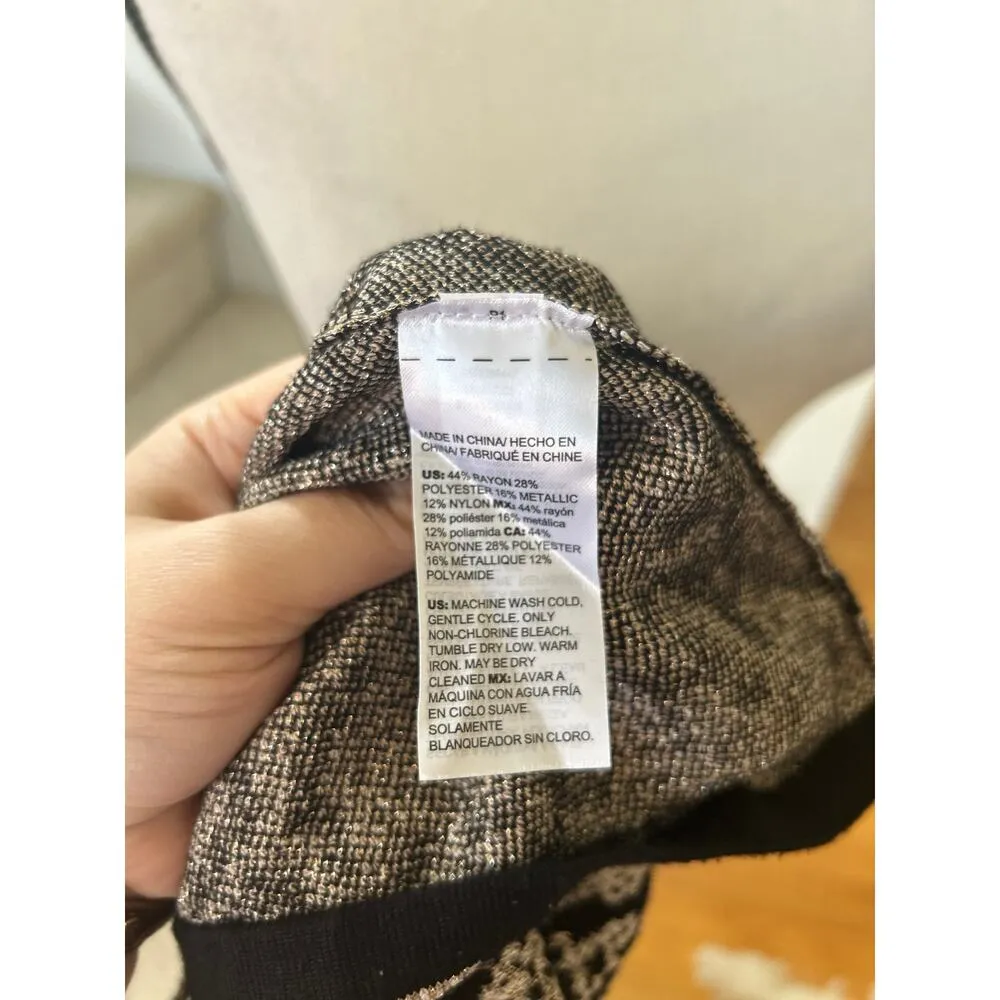 MADE IN CHINA/ HECHO EN
CHINA/ FABRIQUÉ EN CHINE
US: 44% RAYON 28%
POLYESTER 16% METALLIC
12% NYLON MX: 44% rayón
28% poliéster 16% metálica
12% poliamida CA: 44%
RAYONNE 28% POLYESTER
16% MÉTALLIQUE 12%
POLYAMIDE
US: MACHINE WASH COLD,
GENTLE CYCLE. ONLY
NON-CHLORINE BLEACH.
TUMBLE DRY LOW. WARM
IRON. MAY BE DRY
CLEANED MX: LAVAR A
MÁQUINA CON AGUA FRÍA
EN CICLO SUAVE.
SOLAMENTE
BLANQUEADOR SIN CLORO.